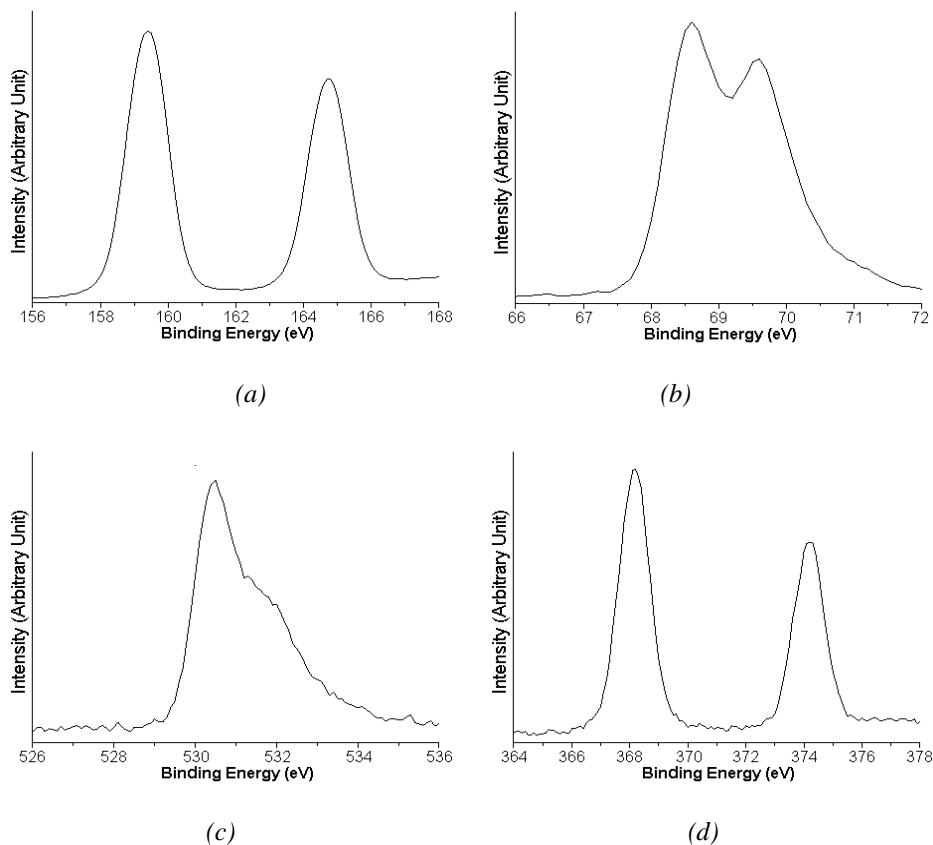 Intensity (Arbitrary Unit)
156 158 160 162 164 166 168
Binding Energy (eV)
(a)
Intensity (Arbitrary Unit)
66 67 68 69 70 71 72
Binding Energy (eV)
(b)
Intensity (Arbitrary Unit)
526 528 530 532 534 536
Binding Energy (eV)
(c)
Intensity (Arbitrary Unit)
364 366 368 370 372 374 376 378
Binding Energy (eV)
(d)